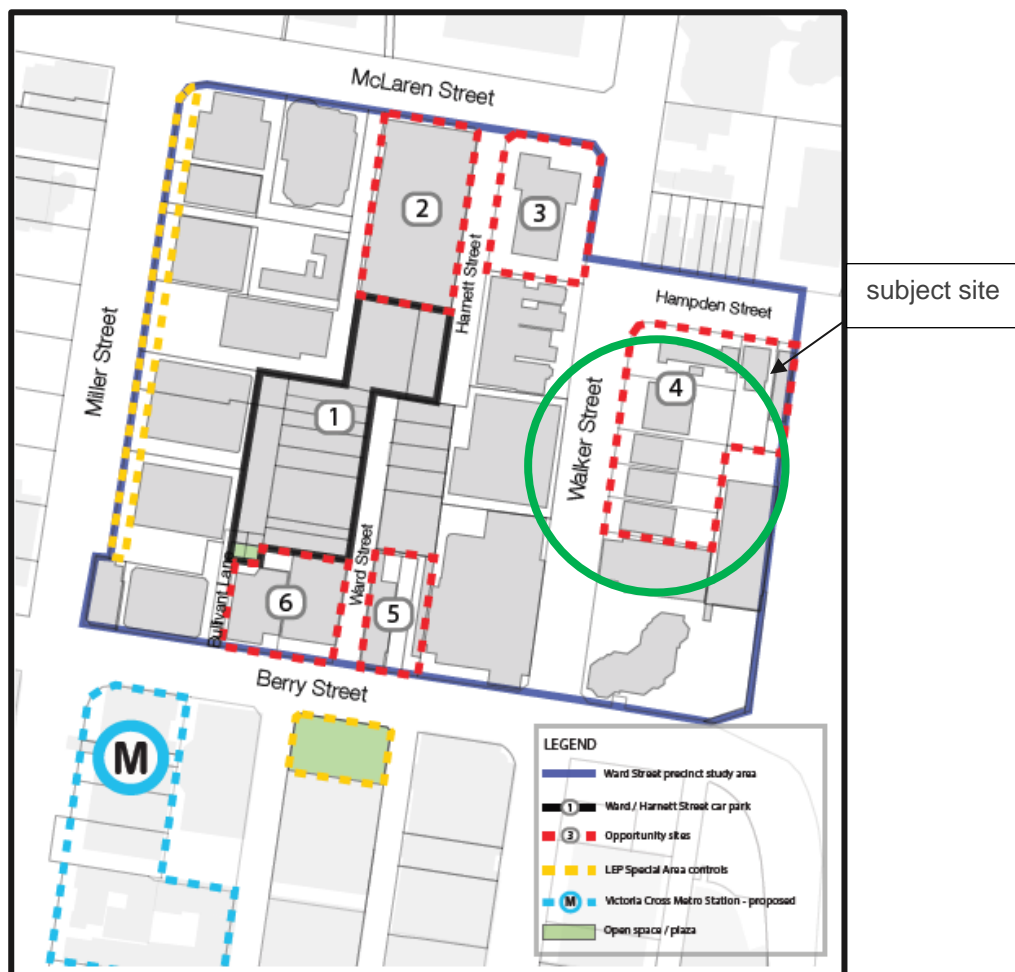 McLaren Street
2
3
Harnett Street
Hampden Street
subject site
Miller Street
1
4
Walker Street
Bullivant Lane
Ward Street
6
5
Berry Street
M
LEGEND
Ward Street precinct study area
1 Ward / Harnett Street car park
3 Opportunity sites
LEP Special Area controls
M Victoria Cross Metro Station - proposed
Open space / plaza